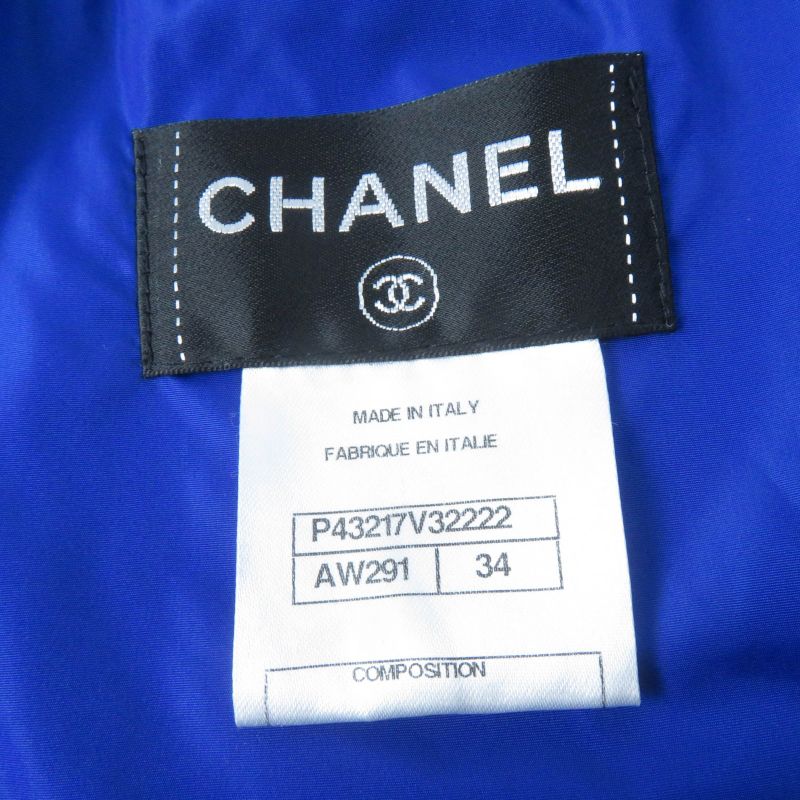 CHANEL
MADE IN ITALY
FABRIQUE EN ITALIE
P43217V32222
AW291 34
COMPOSITION